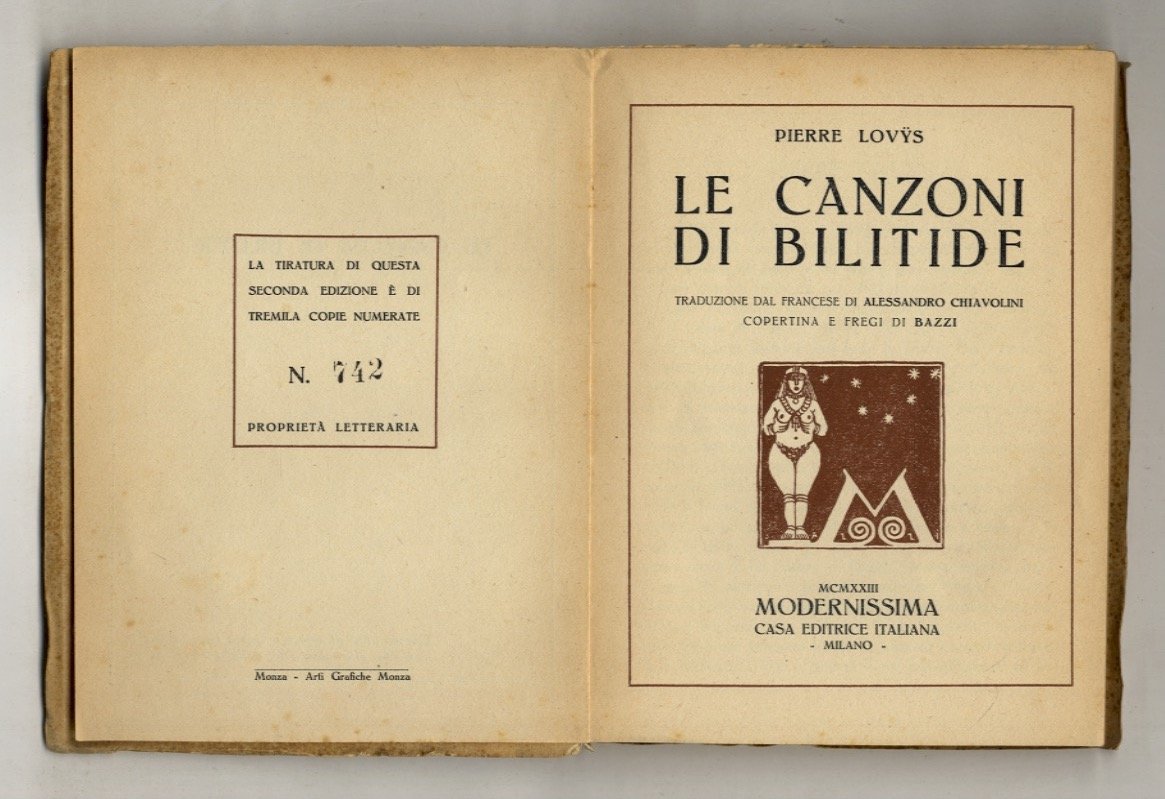 LA TIRATURA DI QUESTA
SECONDA EDIZIONE È DI
TREMILA COPIE NUMERATE
N. 742
PROPRIETÀ LETTERARIA
Monza - Arti Grafiche Monza
PIERRE LOVŸS
LE CANZONI
DI BILITIDE
TRADUZIONE DAL FRANCESE DI ALESSANDRO CHIAVOLINI
COPERTINA E FREGI DI BAZZI
M
MCMXXIII
MODERNISSIMA
CASA EDITRICE ITALIANA
- MILANO -